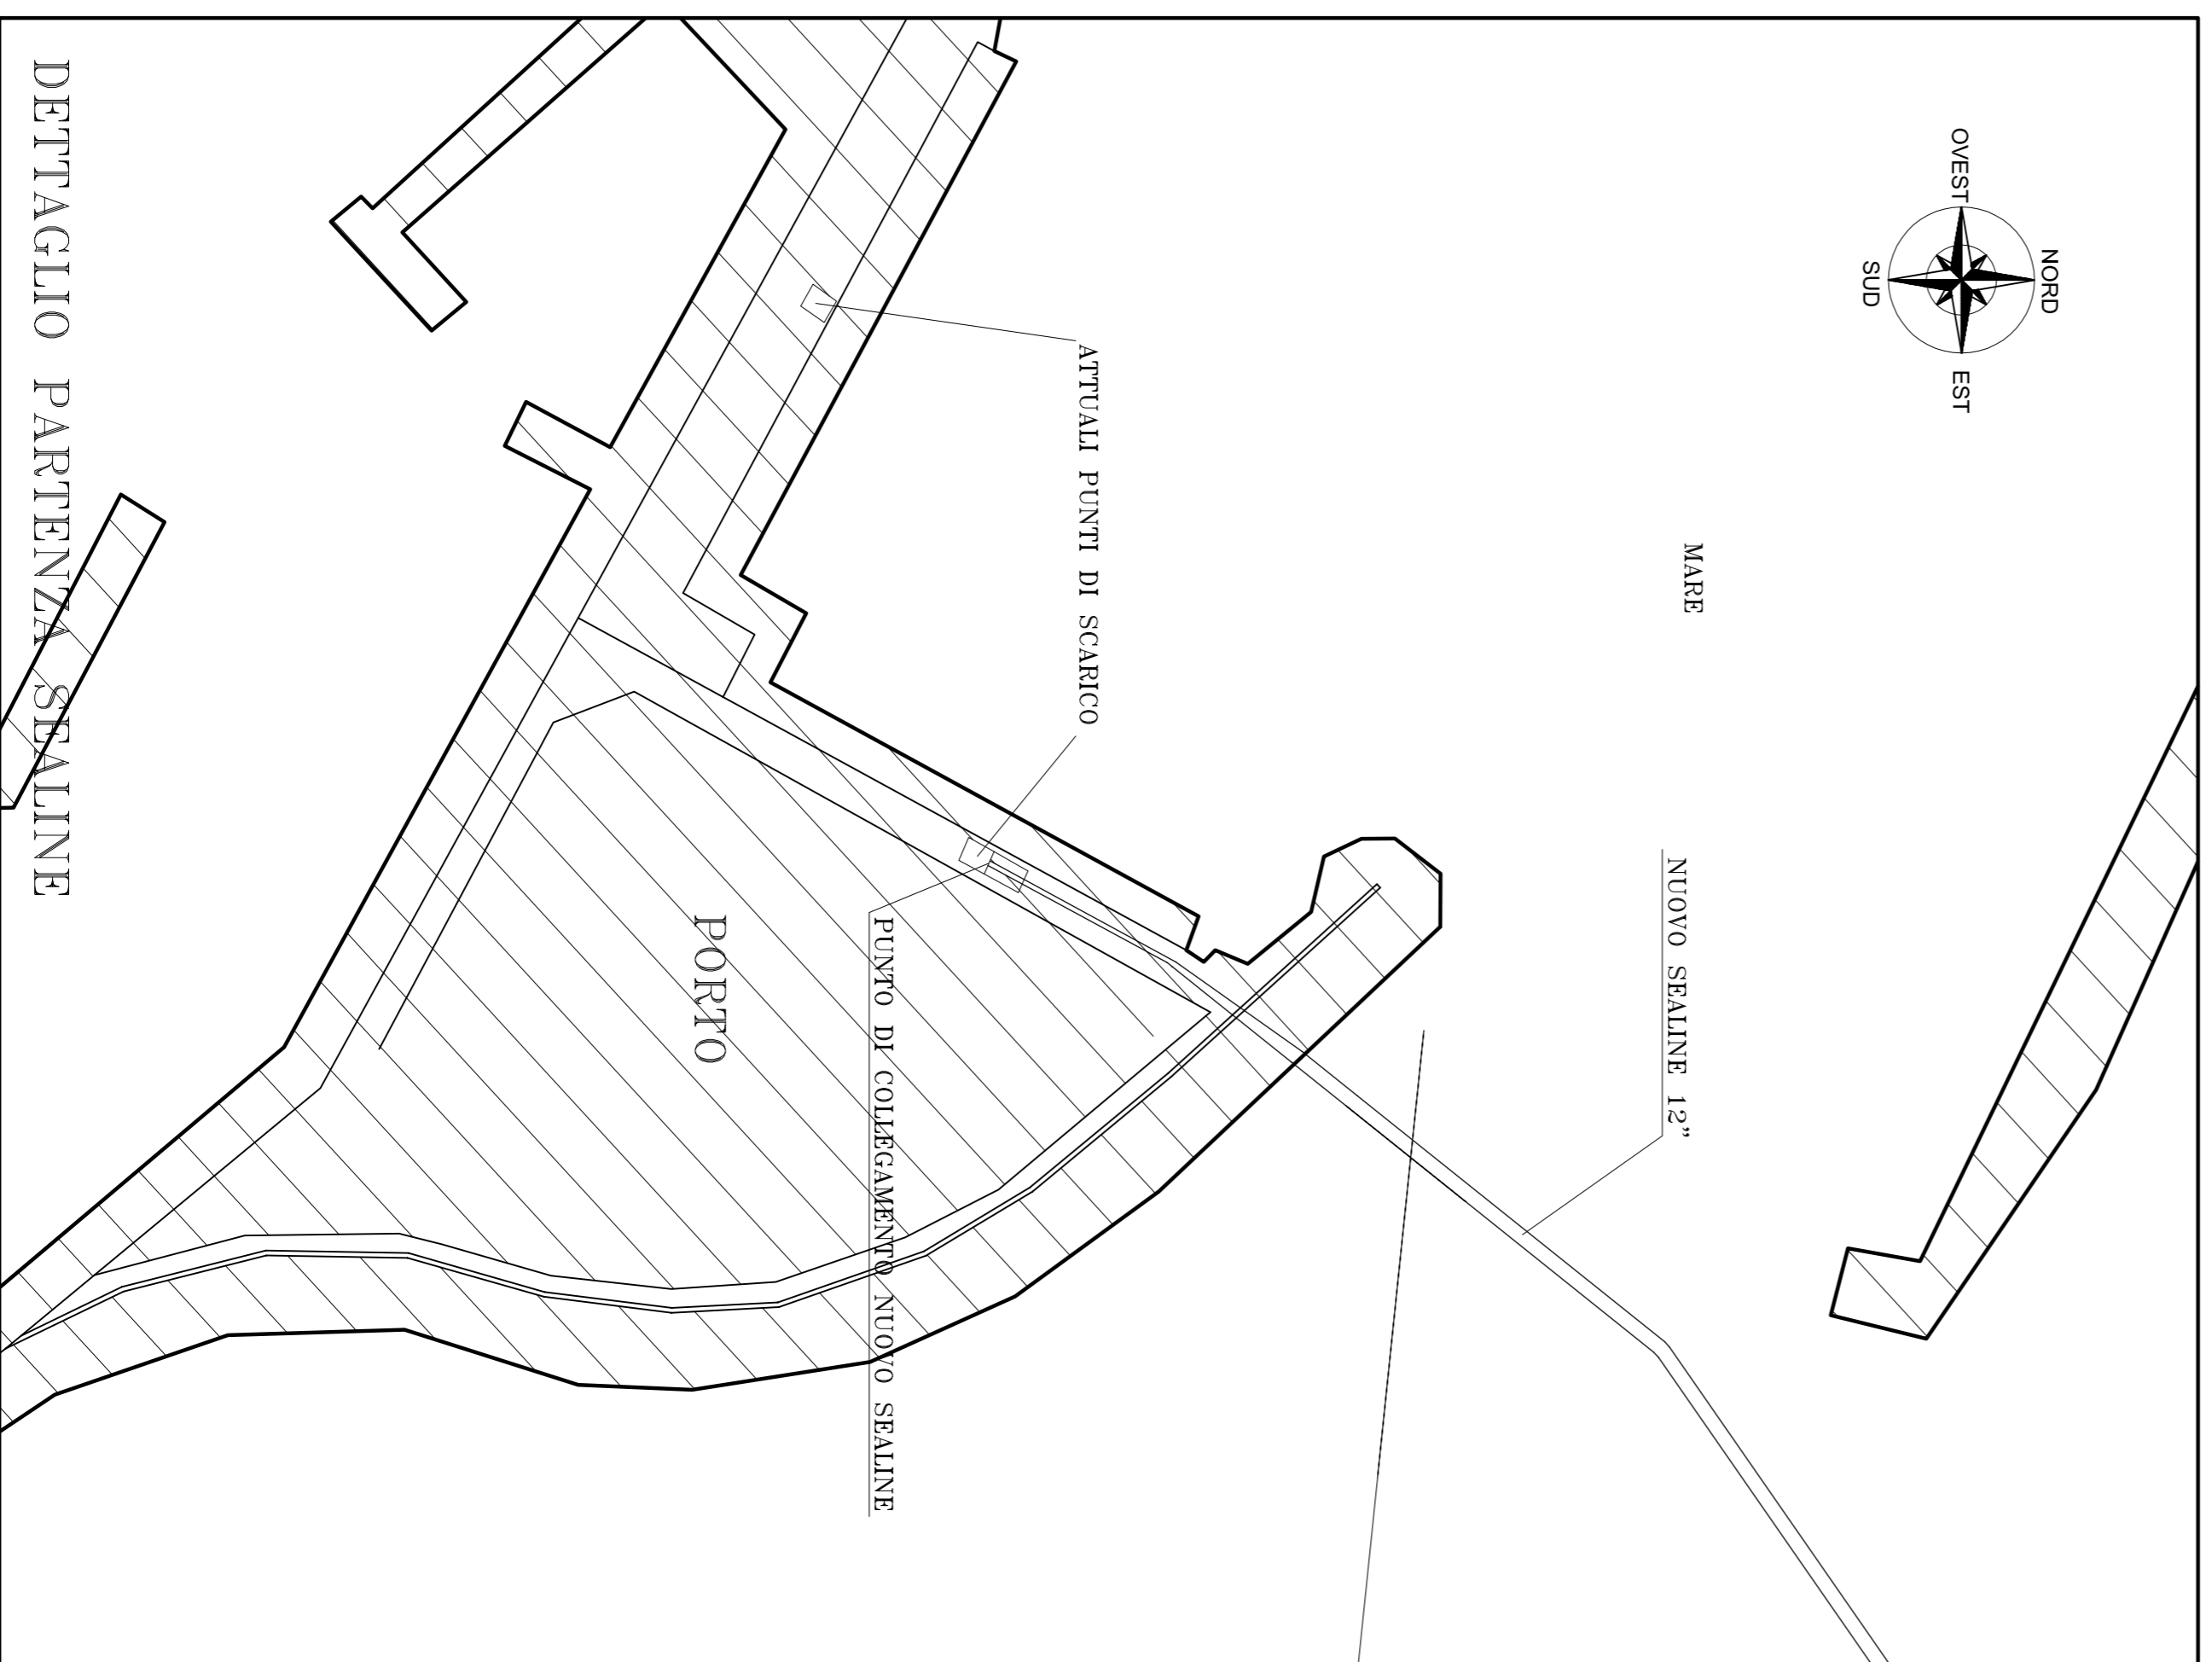 NORD
OVEST
EST
SUD
MARE
NUOVO SEALINE 12”
ATTUALI PUNTI DI SCARICO
PUNTO DI COLLEGAMENTO NUOVO SEALINE
PORTO
DETTAGLIO PARTENZA SEALINE